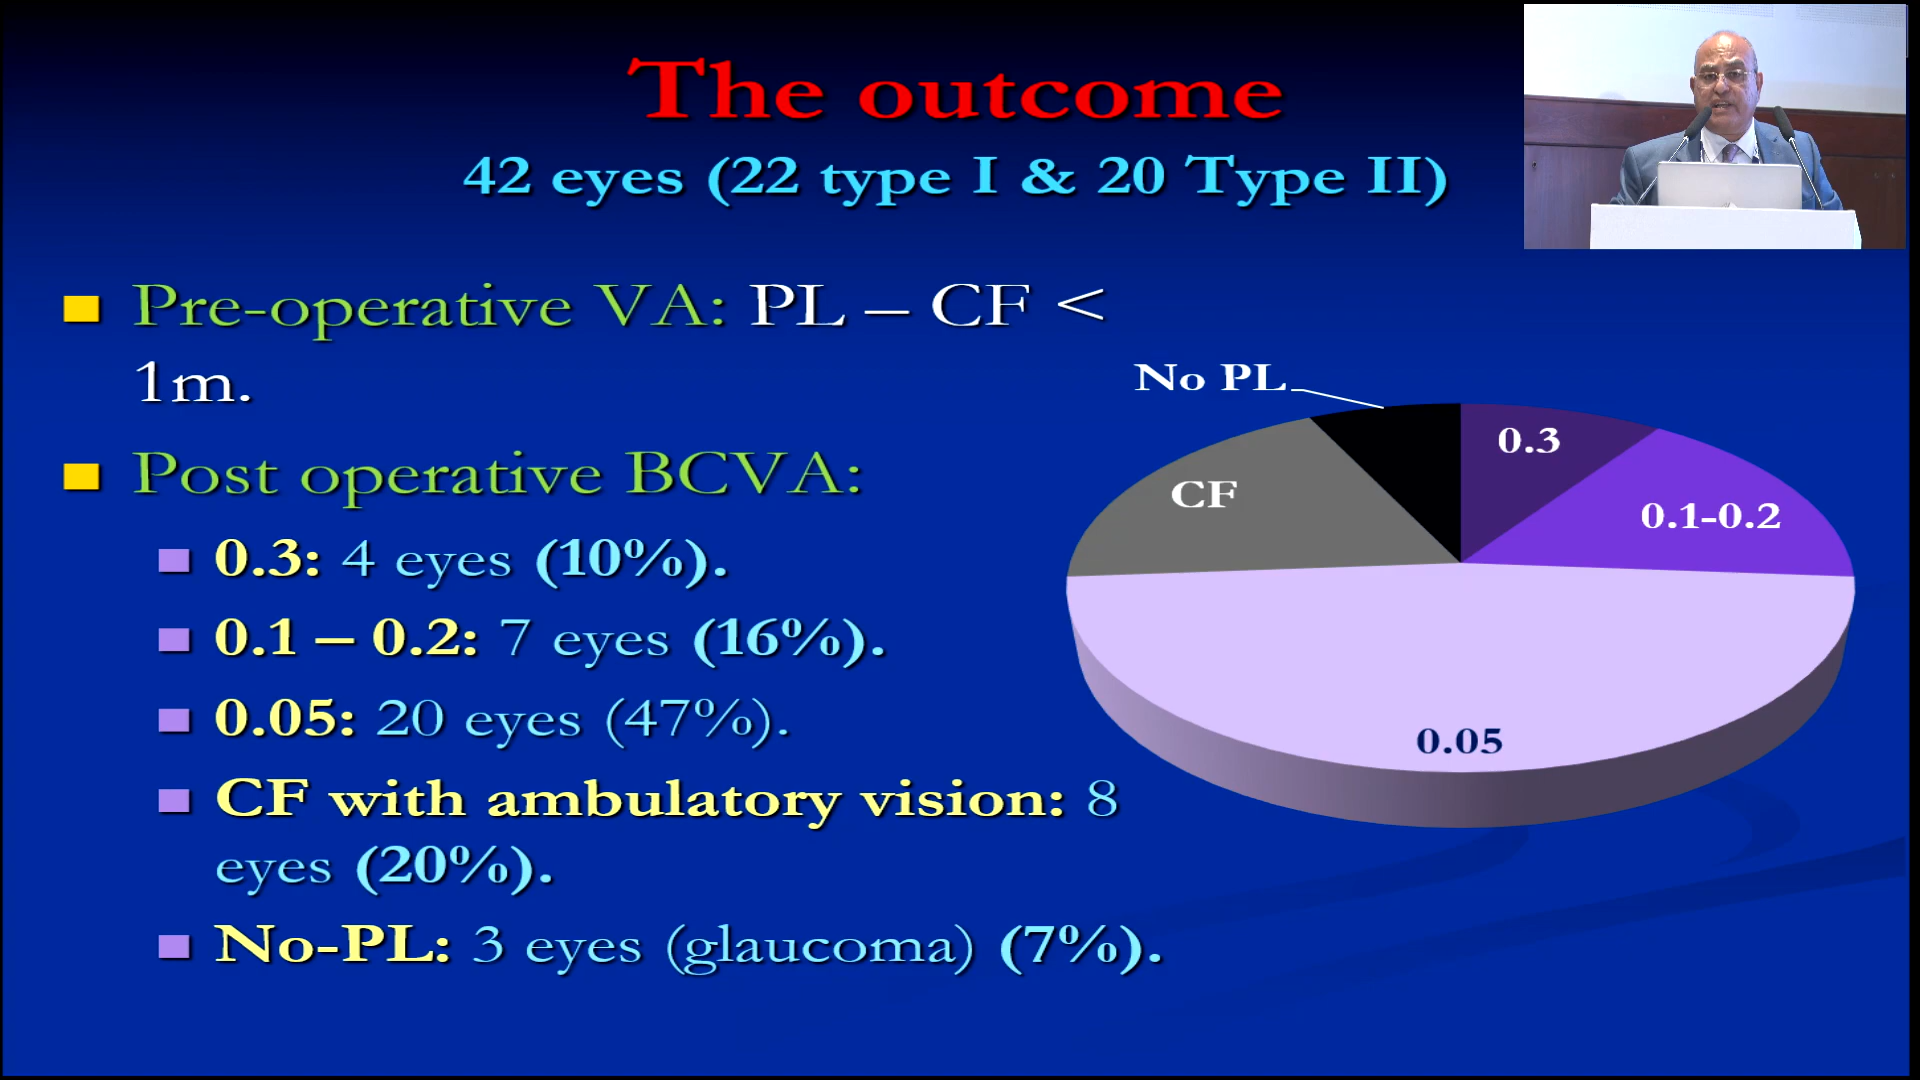 The outcome
42 eyes (22 type I & 20 Type II)
Pre-operative VA: PL – CF <
1m.
Post operative BCVA:
0.3: 4 eyes (10%).
0.1 – 0.2: 7 eyes (16%).
0.05: 20 eyes (47%).
CF with ambulatory vision: 8
eyes (20%).
No-PL: 3 eyes (glaucoma) (7%).
No PL
0.3
0.1-0.2
CF
0.05